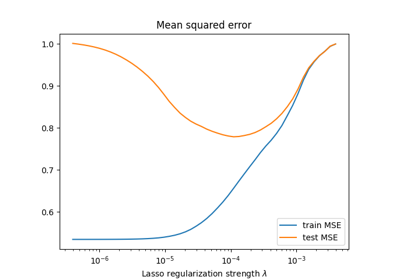 Mean squared error
1.0
0.9
0.8
0.7
0.6
train MSE
test MSE
10⁻⁶ 10⁻⁵ 10⁻⁴ 10⁻³
Lasso regularization strength λ